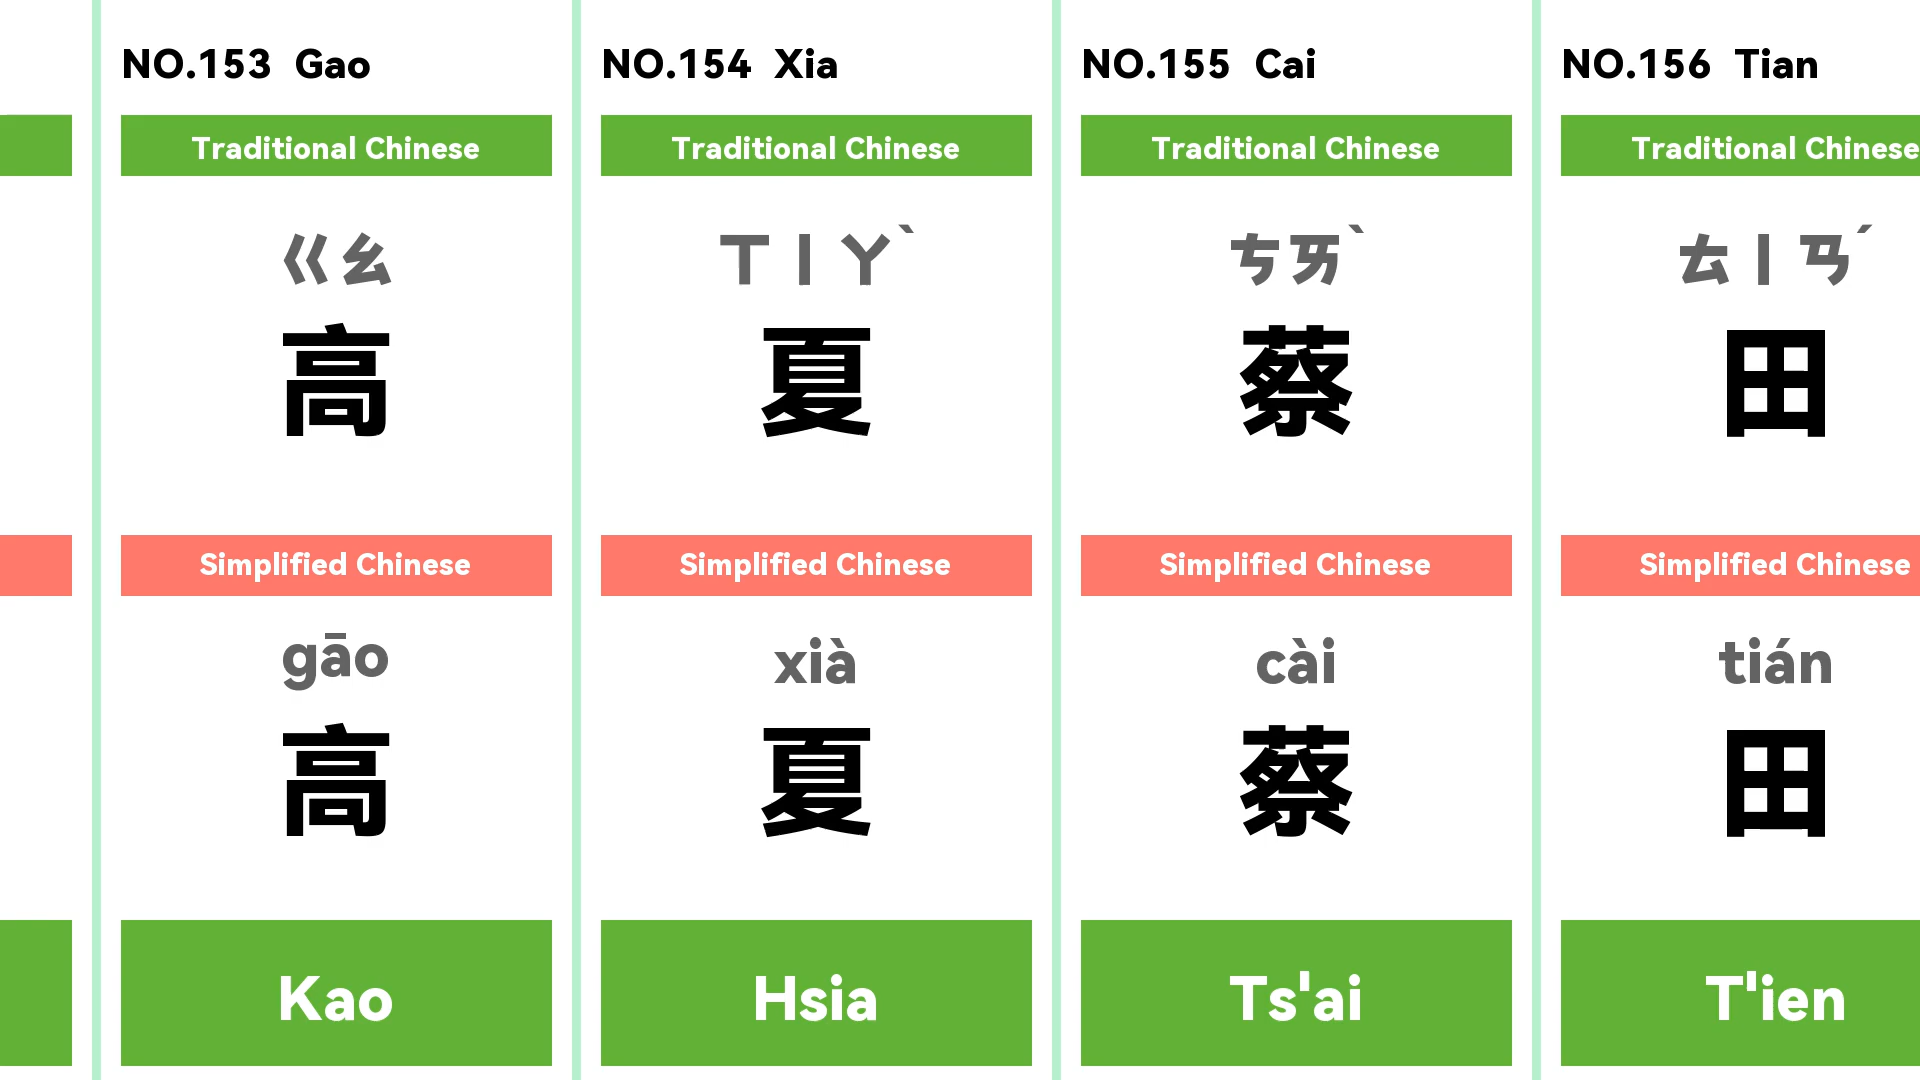 NO.153 Gao
Traditional Chinese
ㄍㄠ
高
Simplified Chinese
gāo
高
Kao
NO.154 Xia
Traditional Chinese
ㄒㄧㄚˋ
夏
Simplified Chinese
xià
夏
Hsia
NO.155 Cai
Traditional Chinese
ㄘㄞˋ
蔡
Simplified Chinese
cài
蔡
Ts'ai
NO.156 Tian
Traditional Chinese
ㄊㄧㄢˊ
田
Simplified Chinese
tián
田
T'ien